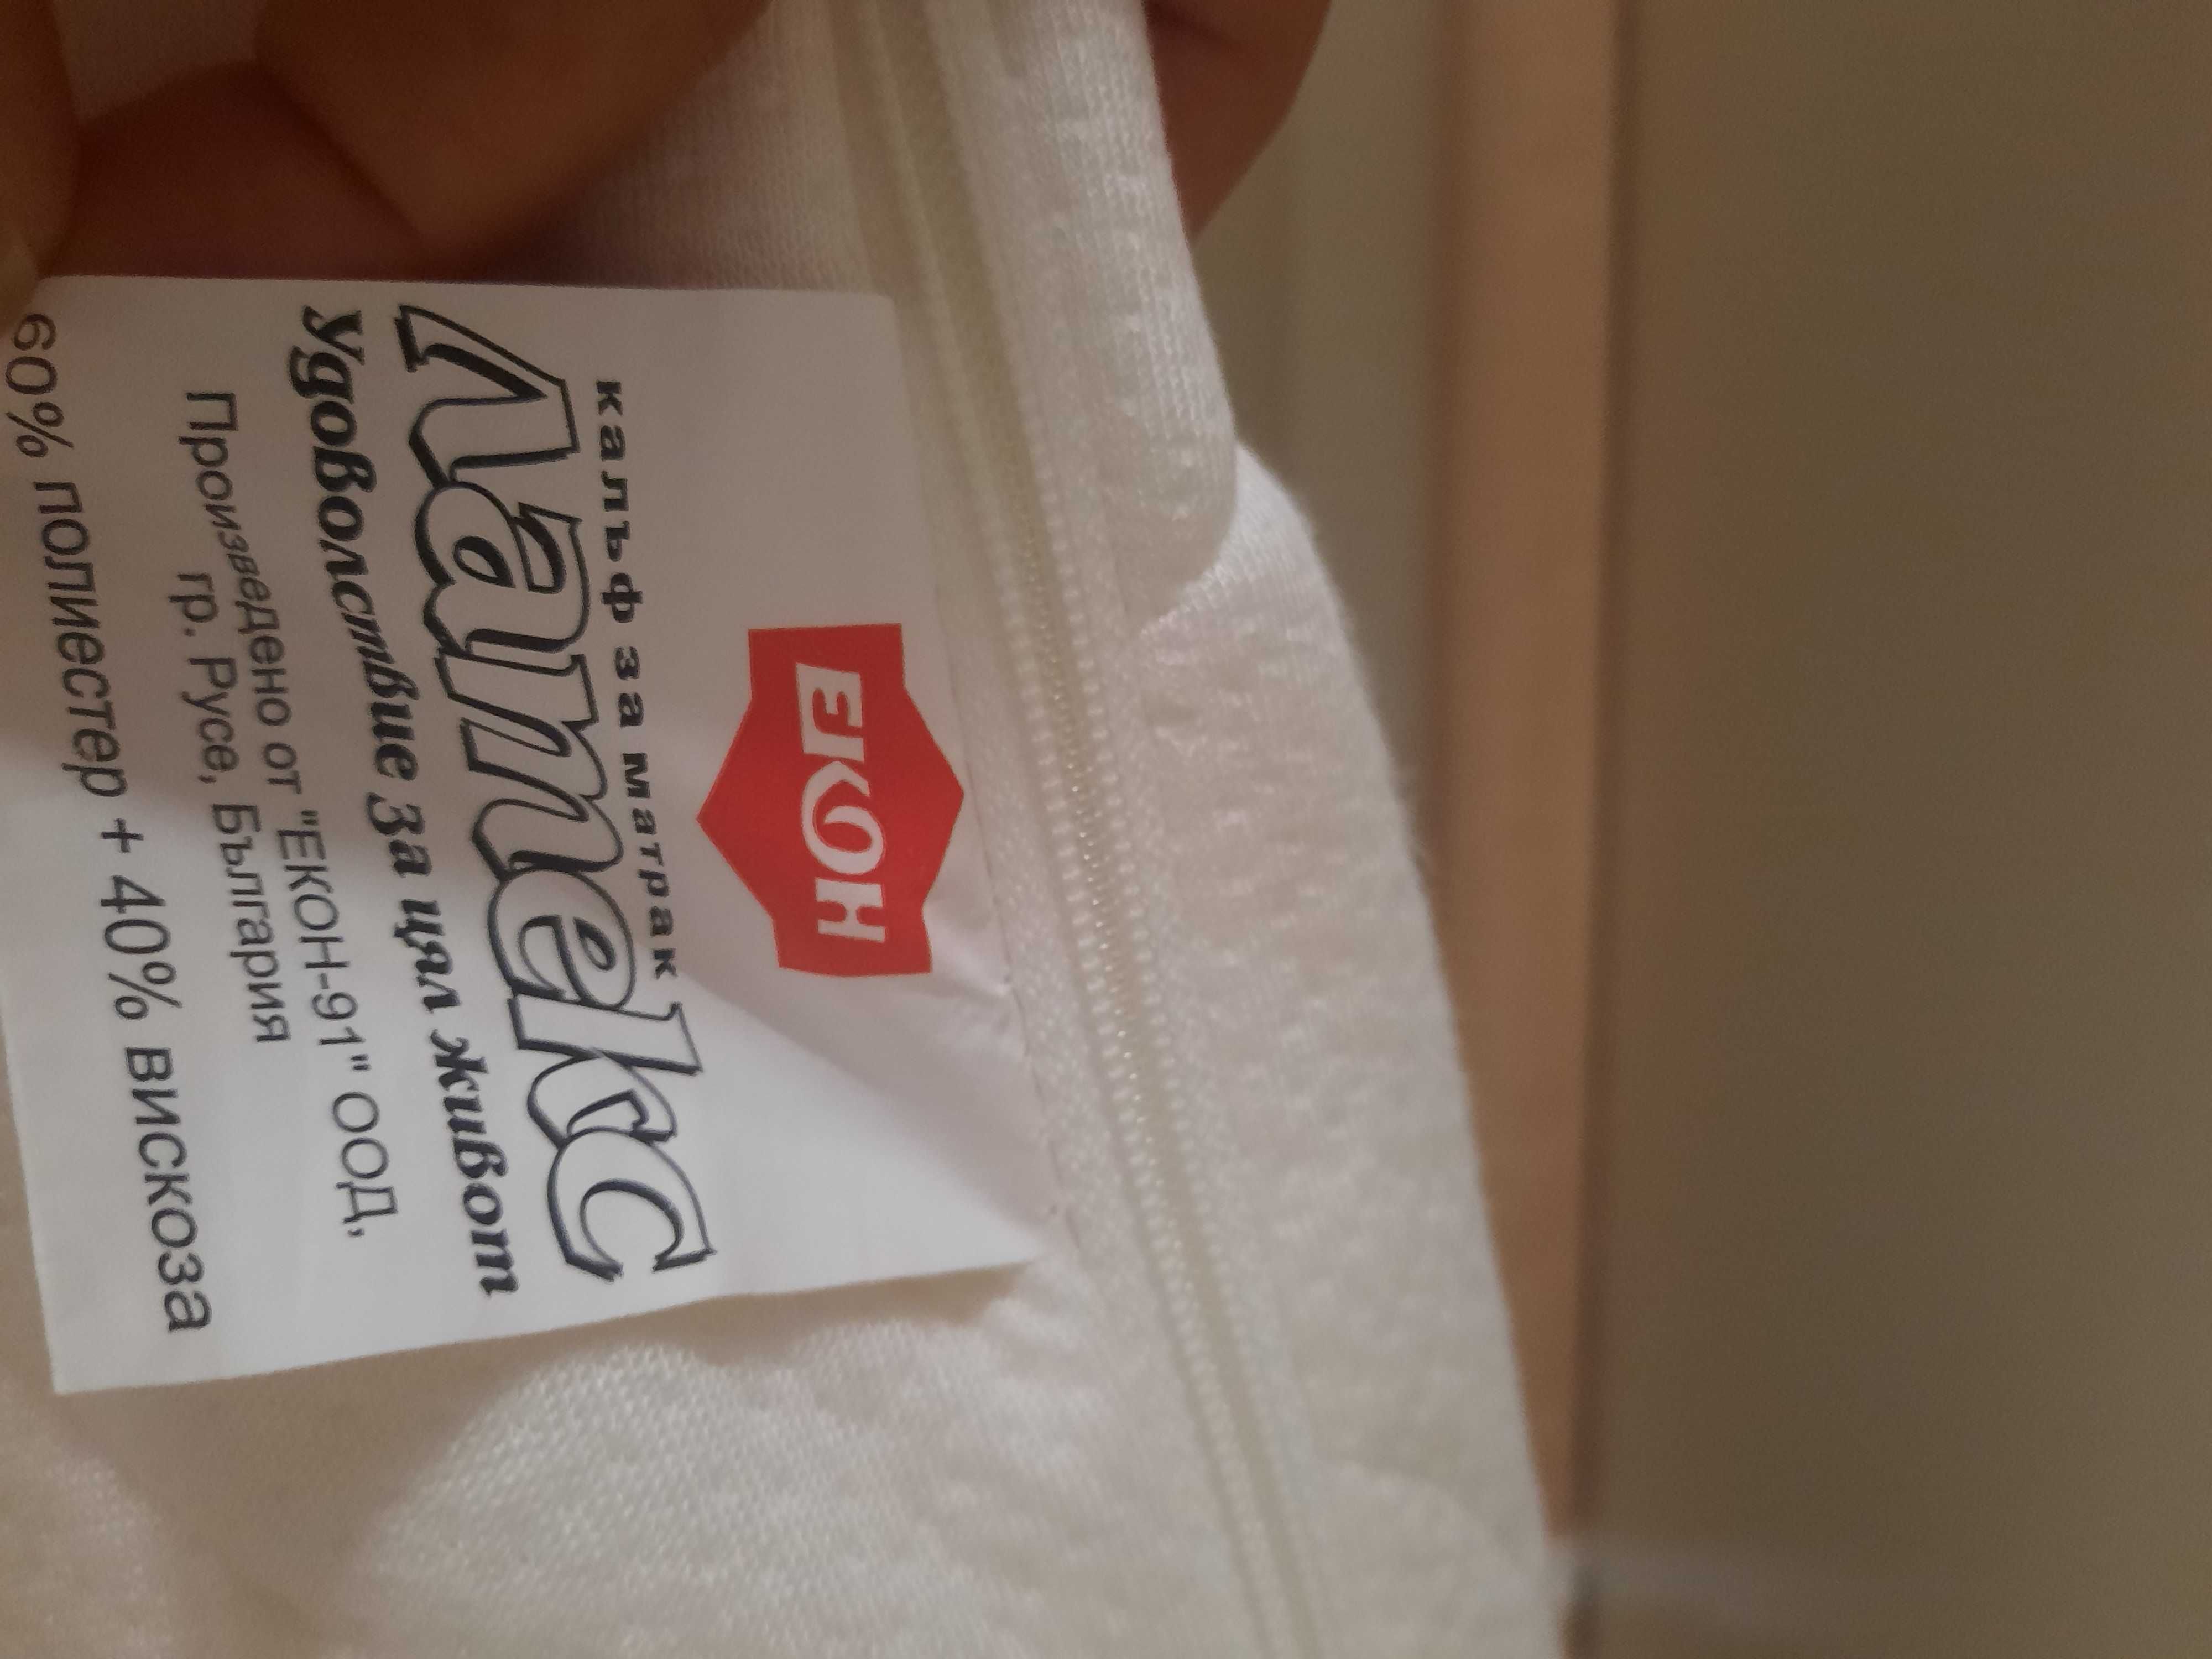 ЕКОН
калъф за матрак
Латекс
Удоволствие за цял живот
Произведено от "ЕКОН-91" ООД,
гр. Русе, България
60% полиестер + 40% вискоза